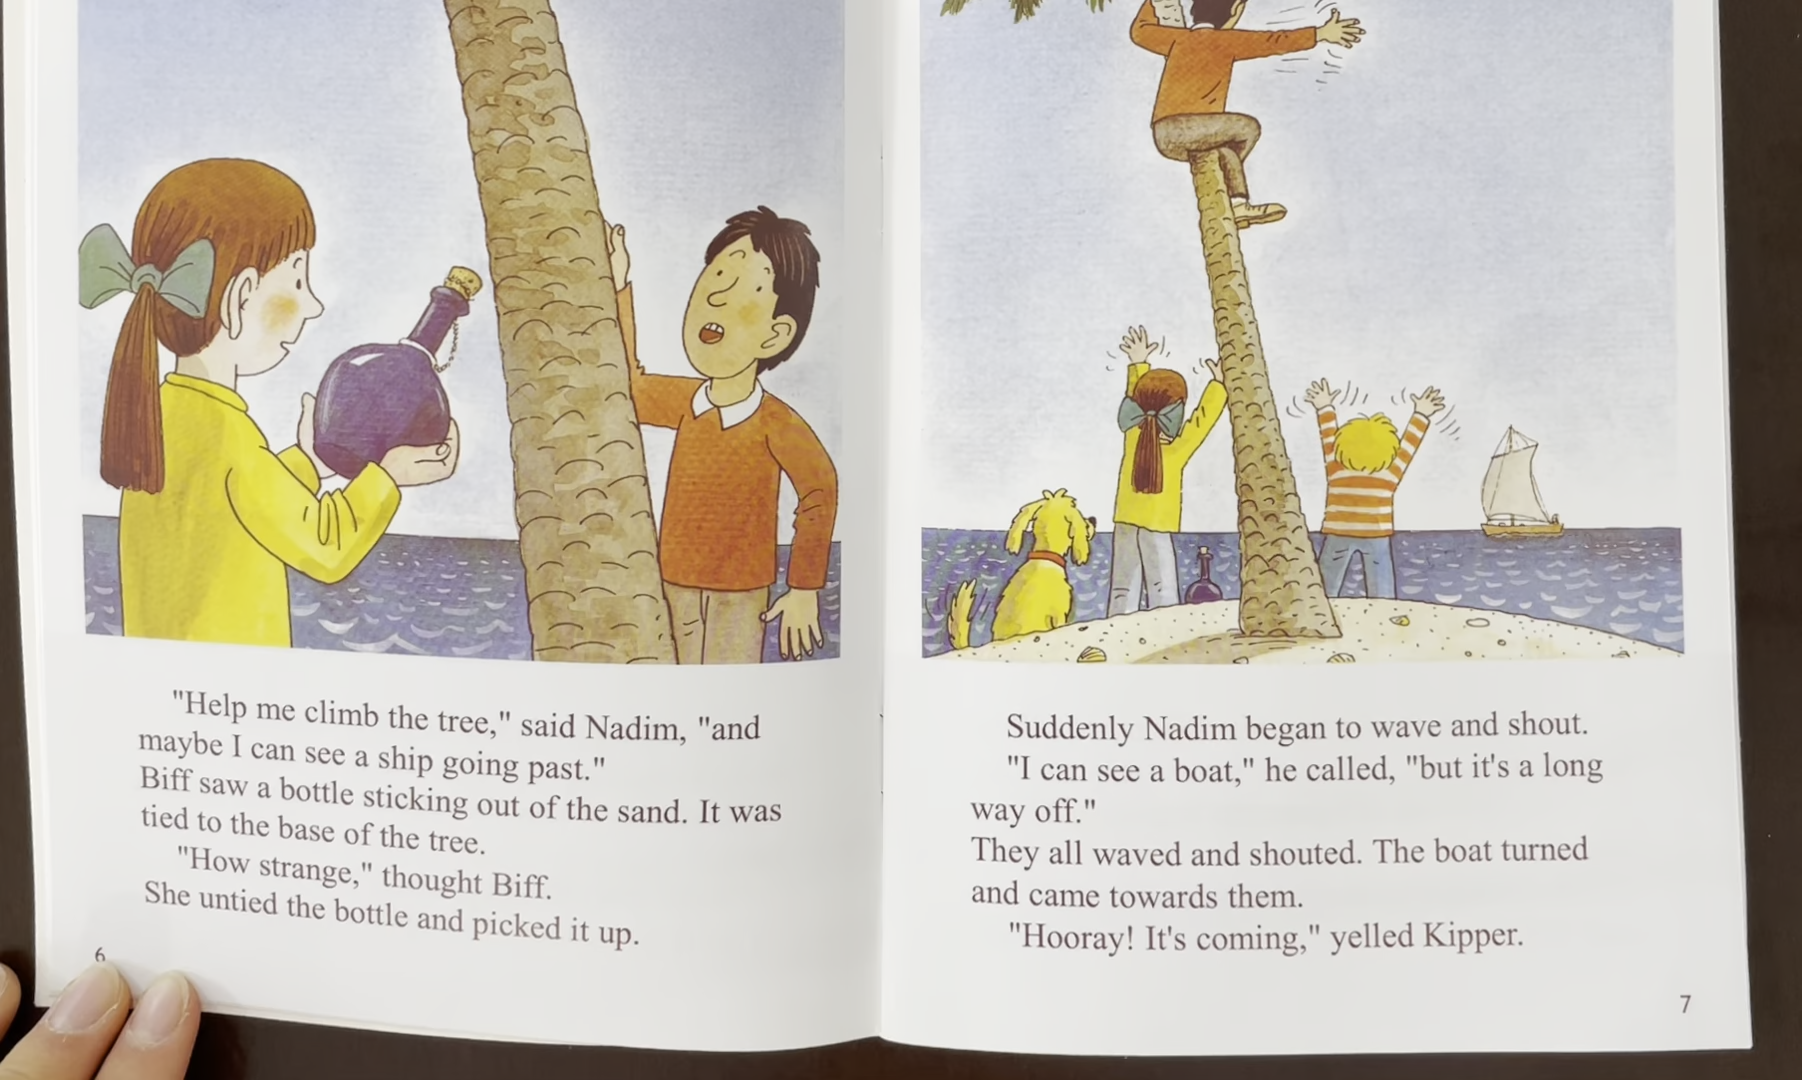 "Help me climb the tree," said Nadim, "and
maybe I can see a ship going past."
Biff saw a bottle sticking out of the sand. It was
tied to the base of the tree.
"How strange," thought Biff.
She untied the bottle and picked it up.
6
Suddenly Nadim began to wave and shout.
"I can see a boat," he called, "but it's a long
way off."
They all waved and shouted. The boat turned
and came towards them.
"Hooray! It's coming," yelled Kipper.
7